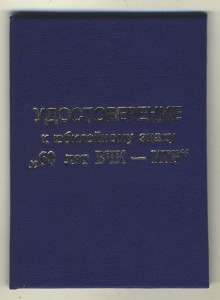 УДОСТОВЕРЕНИЕ
к юбилейному знаку
„60 лет ВЧК — КГБ“